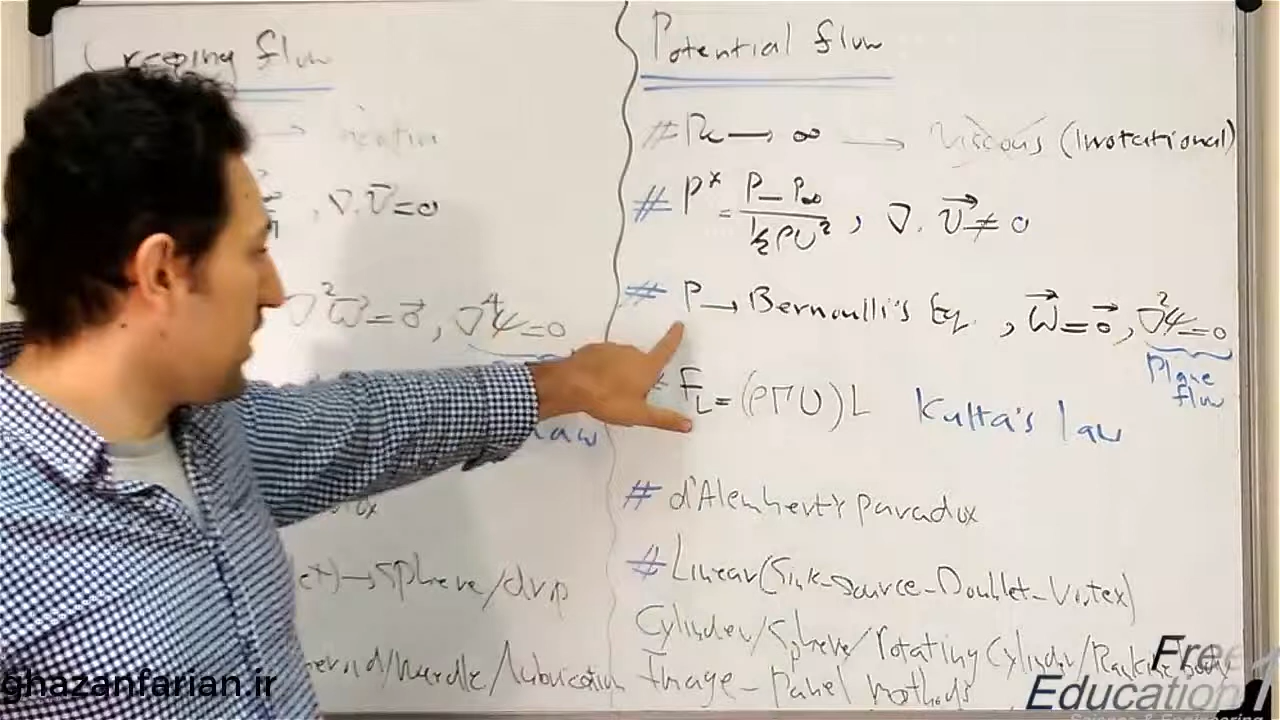 Creeping flow
, ∇.V̅=0
∇²ω⃗=0⃗, ∇⁴ψ=0
law
)→Sphere/drop
/Needle/lubrication
Potential flow
# Re → ∞ → Viscous (Irrotational)
# P* = (P - P∞)/(½ρU²), ∇.V⃗ ≠ 0
# P → Bernoulli's Eq., ω⃗=0⃗, ∇²ψ=0
Plane flow
F_L = (ρΓU)L Kutta's law
# d'Alembert's paradox
# Linear(Sink-Source-Doublet-Vortex)
Cylinder/Sphere/rotating Cylinder/Rankine
Image-Panel methods
Free
Education
ghazanfarian.ir